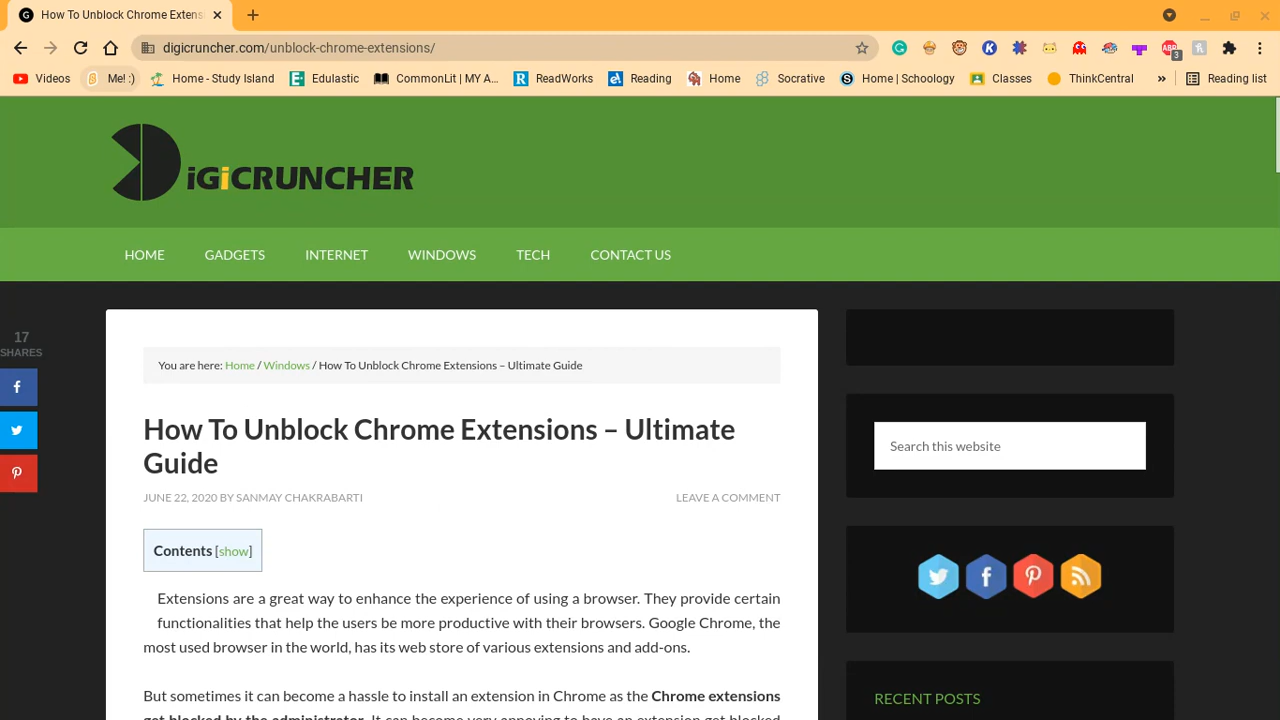 How To Unblock Chrome Extens
digicruncher.com/unblock-chrome-extensions/
ABP
3
Videos
Me! :)
Home - Study Island
Edulastic
CommonLit | MY A...
ReadWorks
Reading
Home
Socrative
Home | Schoology
Classes
ThinkCentral
»
Reading list
iGiCRUNCHER
HOME
GADGETS
INTERNET
WINDOWS
TECH
CONTACT US
17
SHARES
You are here: Home / Windows / How To Unblock Chrome Extensions – Ultimate Guide
How To Unblock Chrome Extensions – Ultimate
Guide
JUNE 22, 2020 BY SANMAY CHAKRABARTI
LEAVE A COMMENT
Contents [show]
Extensions are a great way to enhance the experience of using a browser. They provide certain
functionalities that help the users be more productive with their browsers. Google Chrome, the
most used browser in the world, has its web store of various extensions and add-ons.
But sometimes it can become a hassle to install an extension in Chrome as the Chrome extensions
get blocked by the administrator. It can become very annoying to have an extension get blocked
Search this website
RECENT POSTS